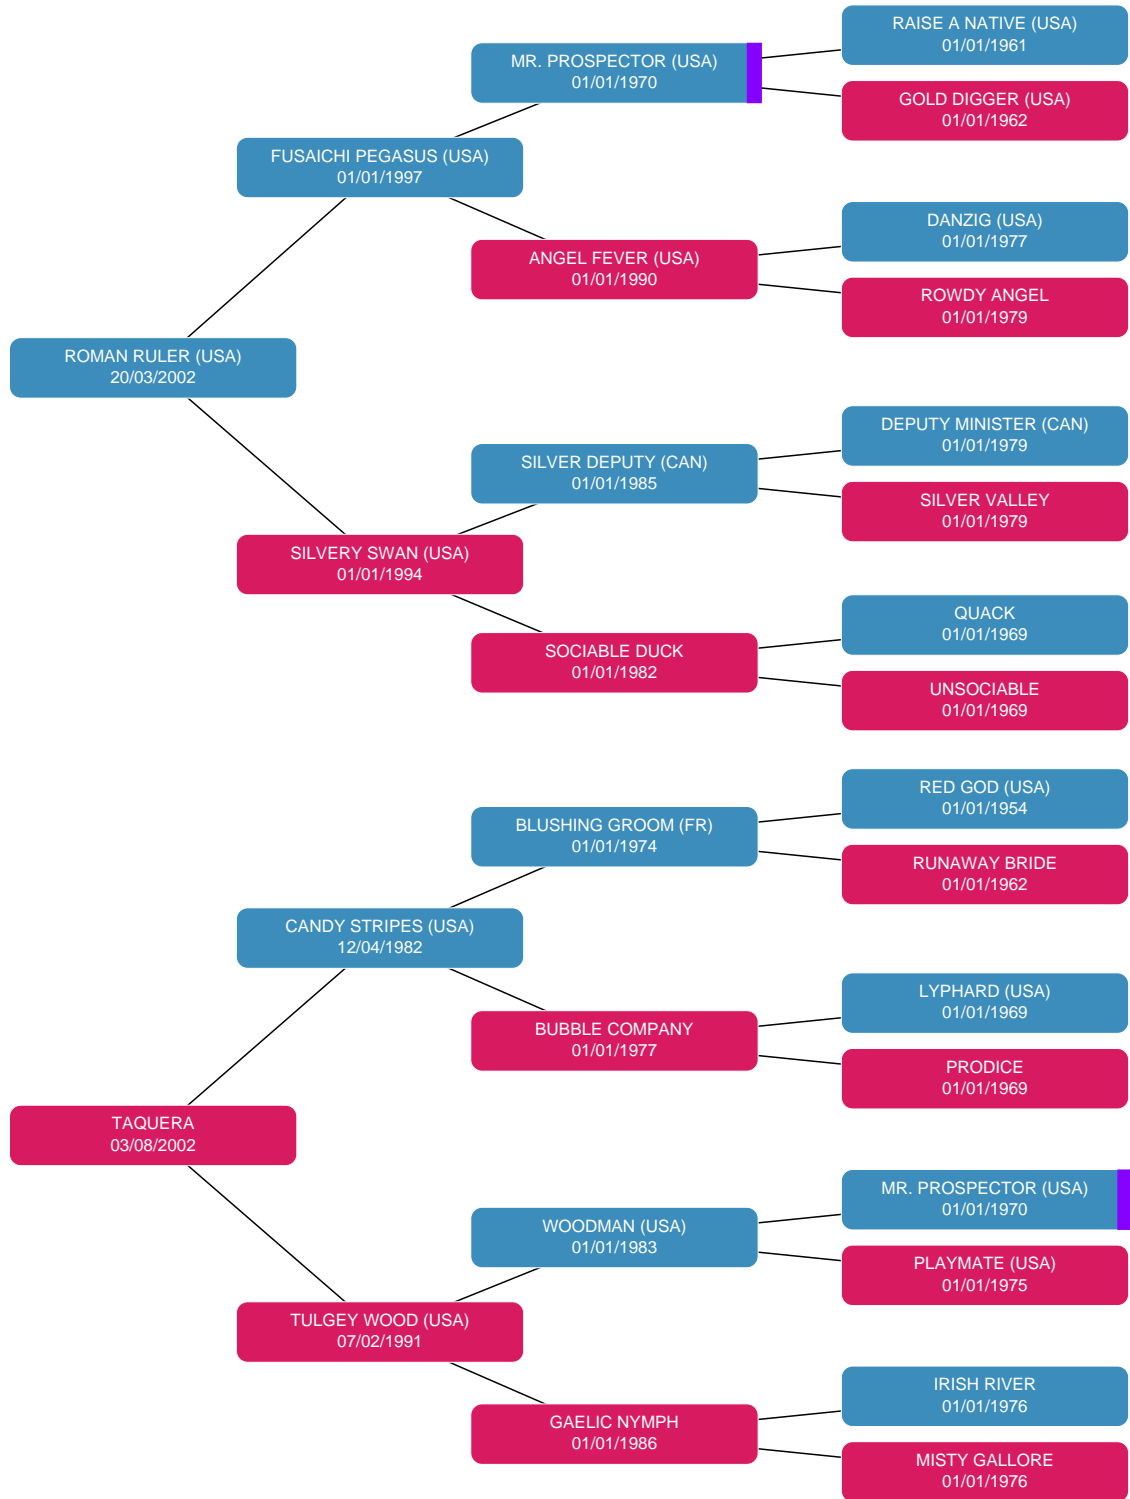 RAISE A NATIVE (USA)
01/01/1961
MR. PROSPECTOR (USA)
01/01/1970
GOLD DIGGER (USA)
01/01/1962
FUSAICHI PEGASUS (USA)
01/01/1997
DANZIG (USA)
01/01/1977
ANGEL FEVER (USA)
01/01/1990
ROWDY ANGEL
01/01/1979
ROMAN RULER (USA)
20/03/2002
DEPUTY MINISTER (CAN)
01/01/1979
SILVER DEPUTY (CAN)
01/01/1985
SILVER VALLEY
01/01/1979
SILVERY SWAN (USA)
01/01/1994
QUACK
01/01/1969
SOCIABLE DUCK
01/01/1982
UNSOCIABLE
01/01/1969
RED GOD (USA)
01/01/1954
BLUSHING GROOM (FR)
01/01/1974
RUNAWAY BRIDE
01/01/1962
CANDY STRIPES (USA)
12/04/1982
LYPHARD (USA)
01/01/1969
BUBBLE COMPANY
01/01/1977
PRODICE
01/01/1969
TAQUERA
03/08/2002
MR. PROSPECTOR (USA)
01/01/1970
WOODMAN (USA)
01/01/1983
PLAYMATE (USA)
01/01/1975
TULGEY WOOD (USA)
07/02/1991
IRISH RIVER
01/01/1976
GAELIC NYMPH
01/01/1986
MISTY GALLORE
01/01/1976